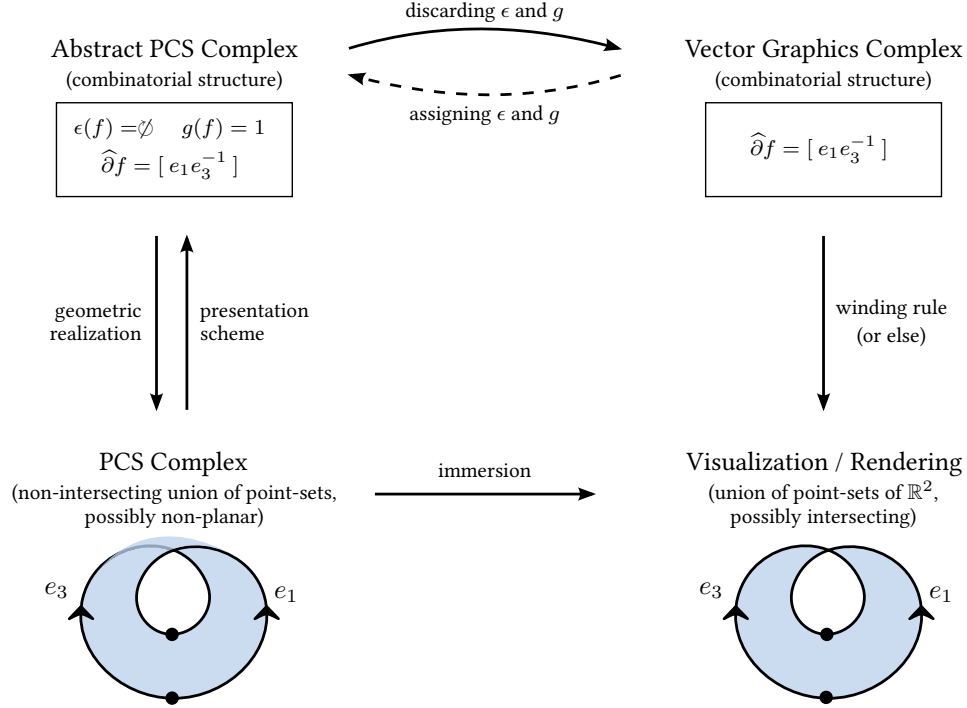 discarding ϵ and g
Abstract PCS Complex
(combinatorial structure)
Vector Graphics Complex
(combinatorial structure)
assigning ϵ and g
ϵ(f) = ⍉ g(f) = 1
∂̂f = [ e₁e₃⁻¹ ]
∂̂f = [ e₁e₃⁻¹ ]
geometric
realization
presentation
scheme
winding rule
(or else)
PCS Complex
(non-intersecting union of point-sets,
possibly non-planar)
immersion
Visualization / Rendering
(union of point-sets of ℝ²,
possibly intersecting)
e₃
e₁
e₃
e₁